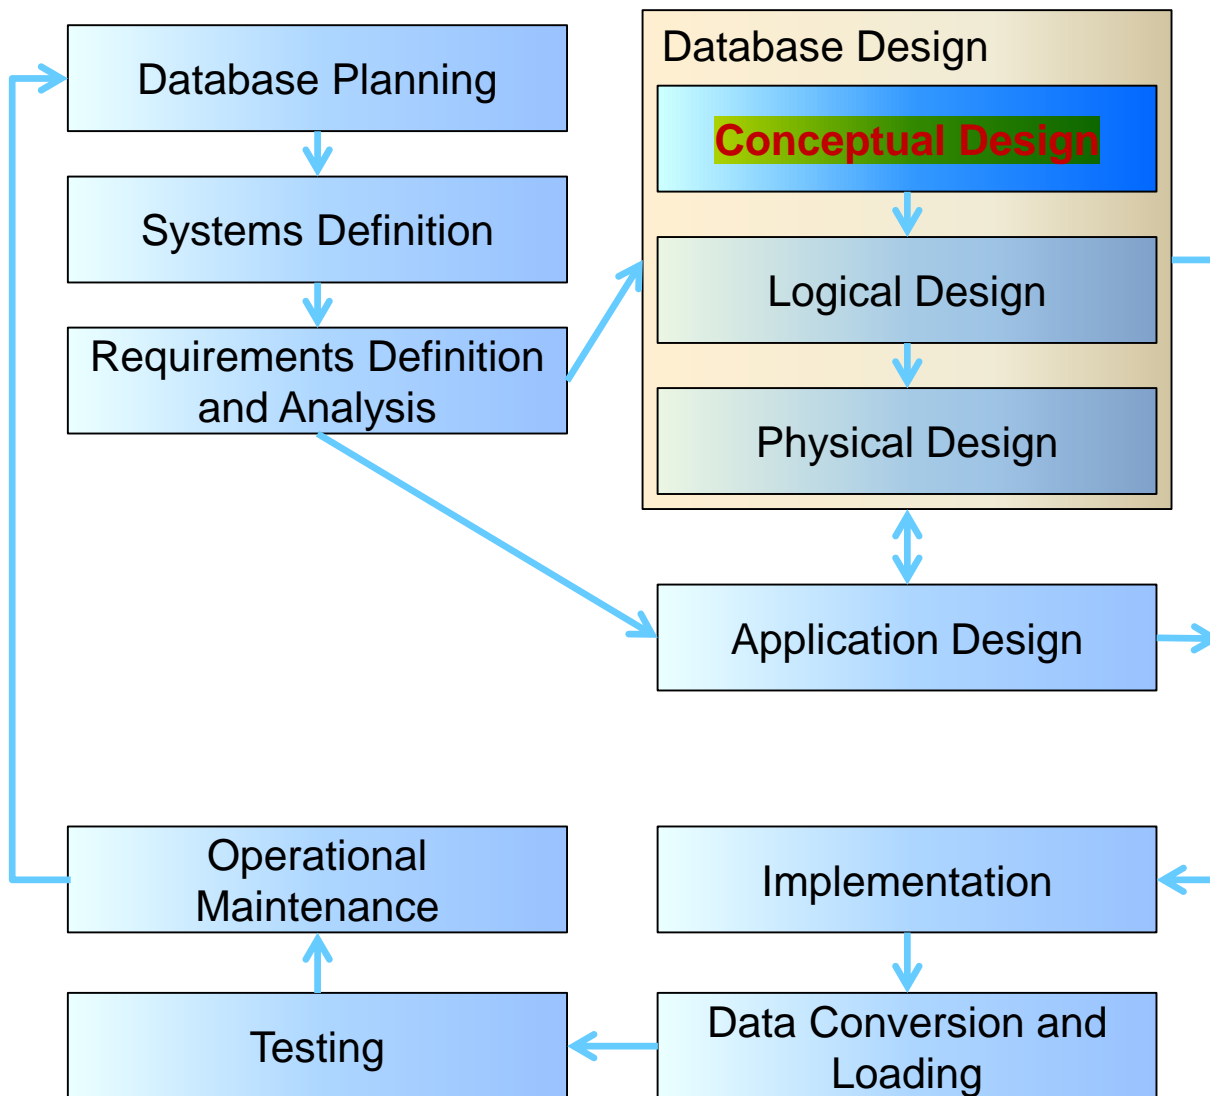 Database Planning
Systems Definition
Requirements Definition
and Analysis
Database Design
Conceptual Design
Logical Design
Physical Design
Application Design
Operational
Maintenance
Implementation
Testing
Data Conversion and
Loading